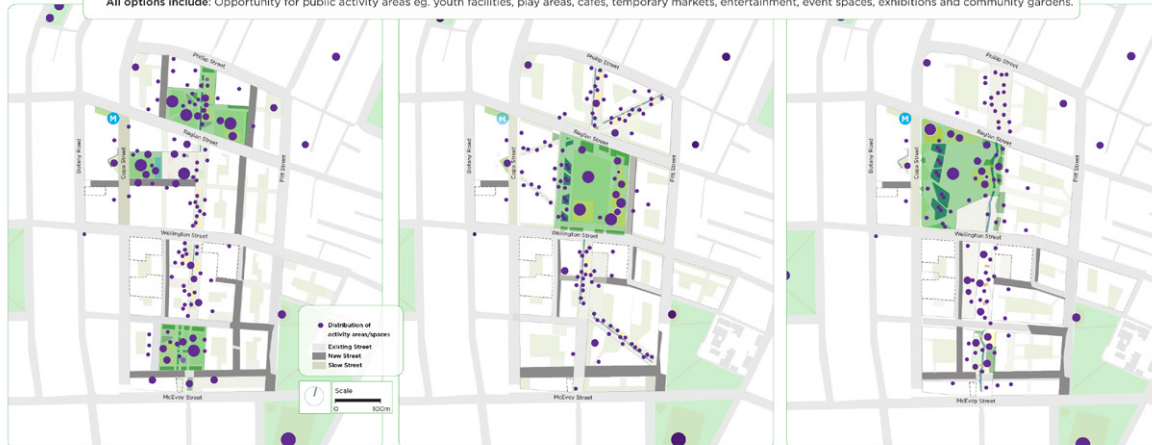 All options include: Opportunity for public activity areas eg. youth facilities, play areas, cafes, temporary markets, entertainment, event spaces, exhibitions and community gardens.
Phillip Street
M
Raglan Street
Botany Road
Cope Street
Pitt Street
Wellington Street
McEvoy Street
Distribution of
activity areas/spaces
Existing Street
New Street
Slow Street
Scale
0 100m
Phillip Street
M
Raglan Street
Botany Road
Cope Street
Pitt Street
Wellington Street
McEvoy Street
Phillip Street
M
Raglan Street
Botany Road
Cope Street
Pitt Street
Wellington Street
McEvoy Street